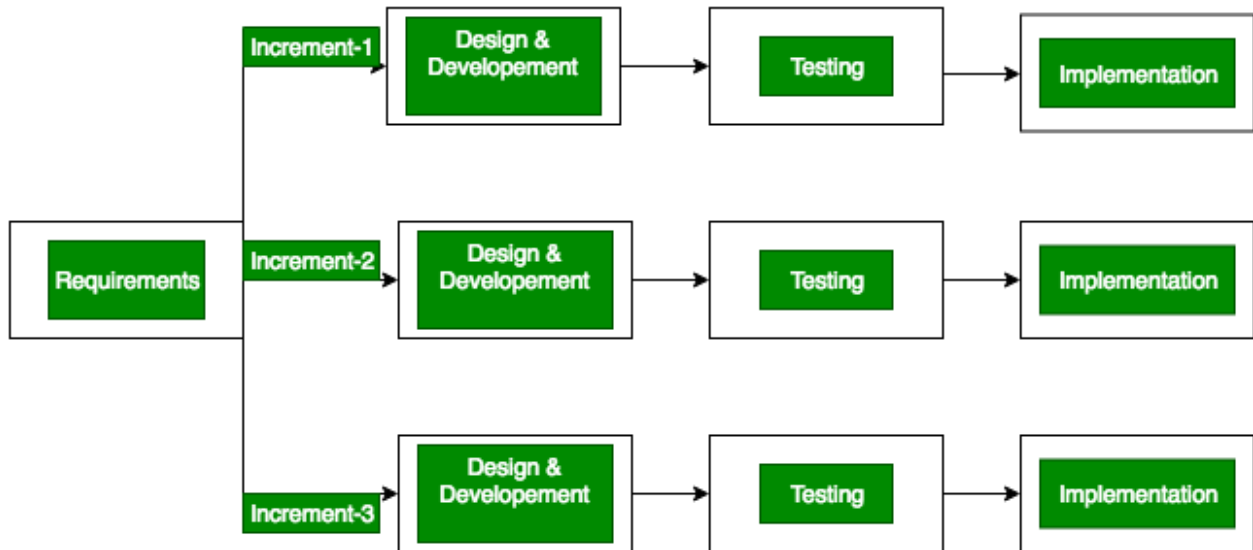 Increment-1
Design &
Developement
Testing
Implementation
Requirements
Increment-2
Design &
Developement
Testing
Implementation
Increment-3
Design &
Developement
Testing
Implementation